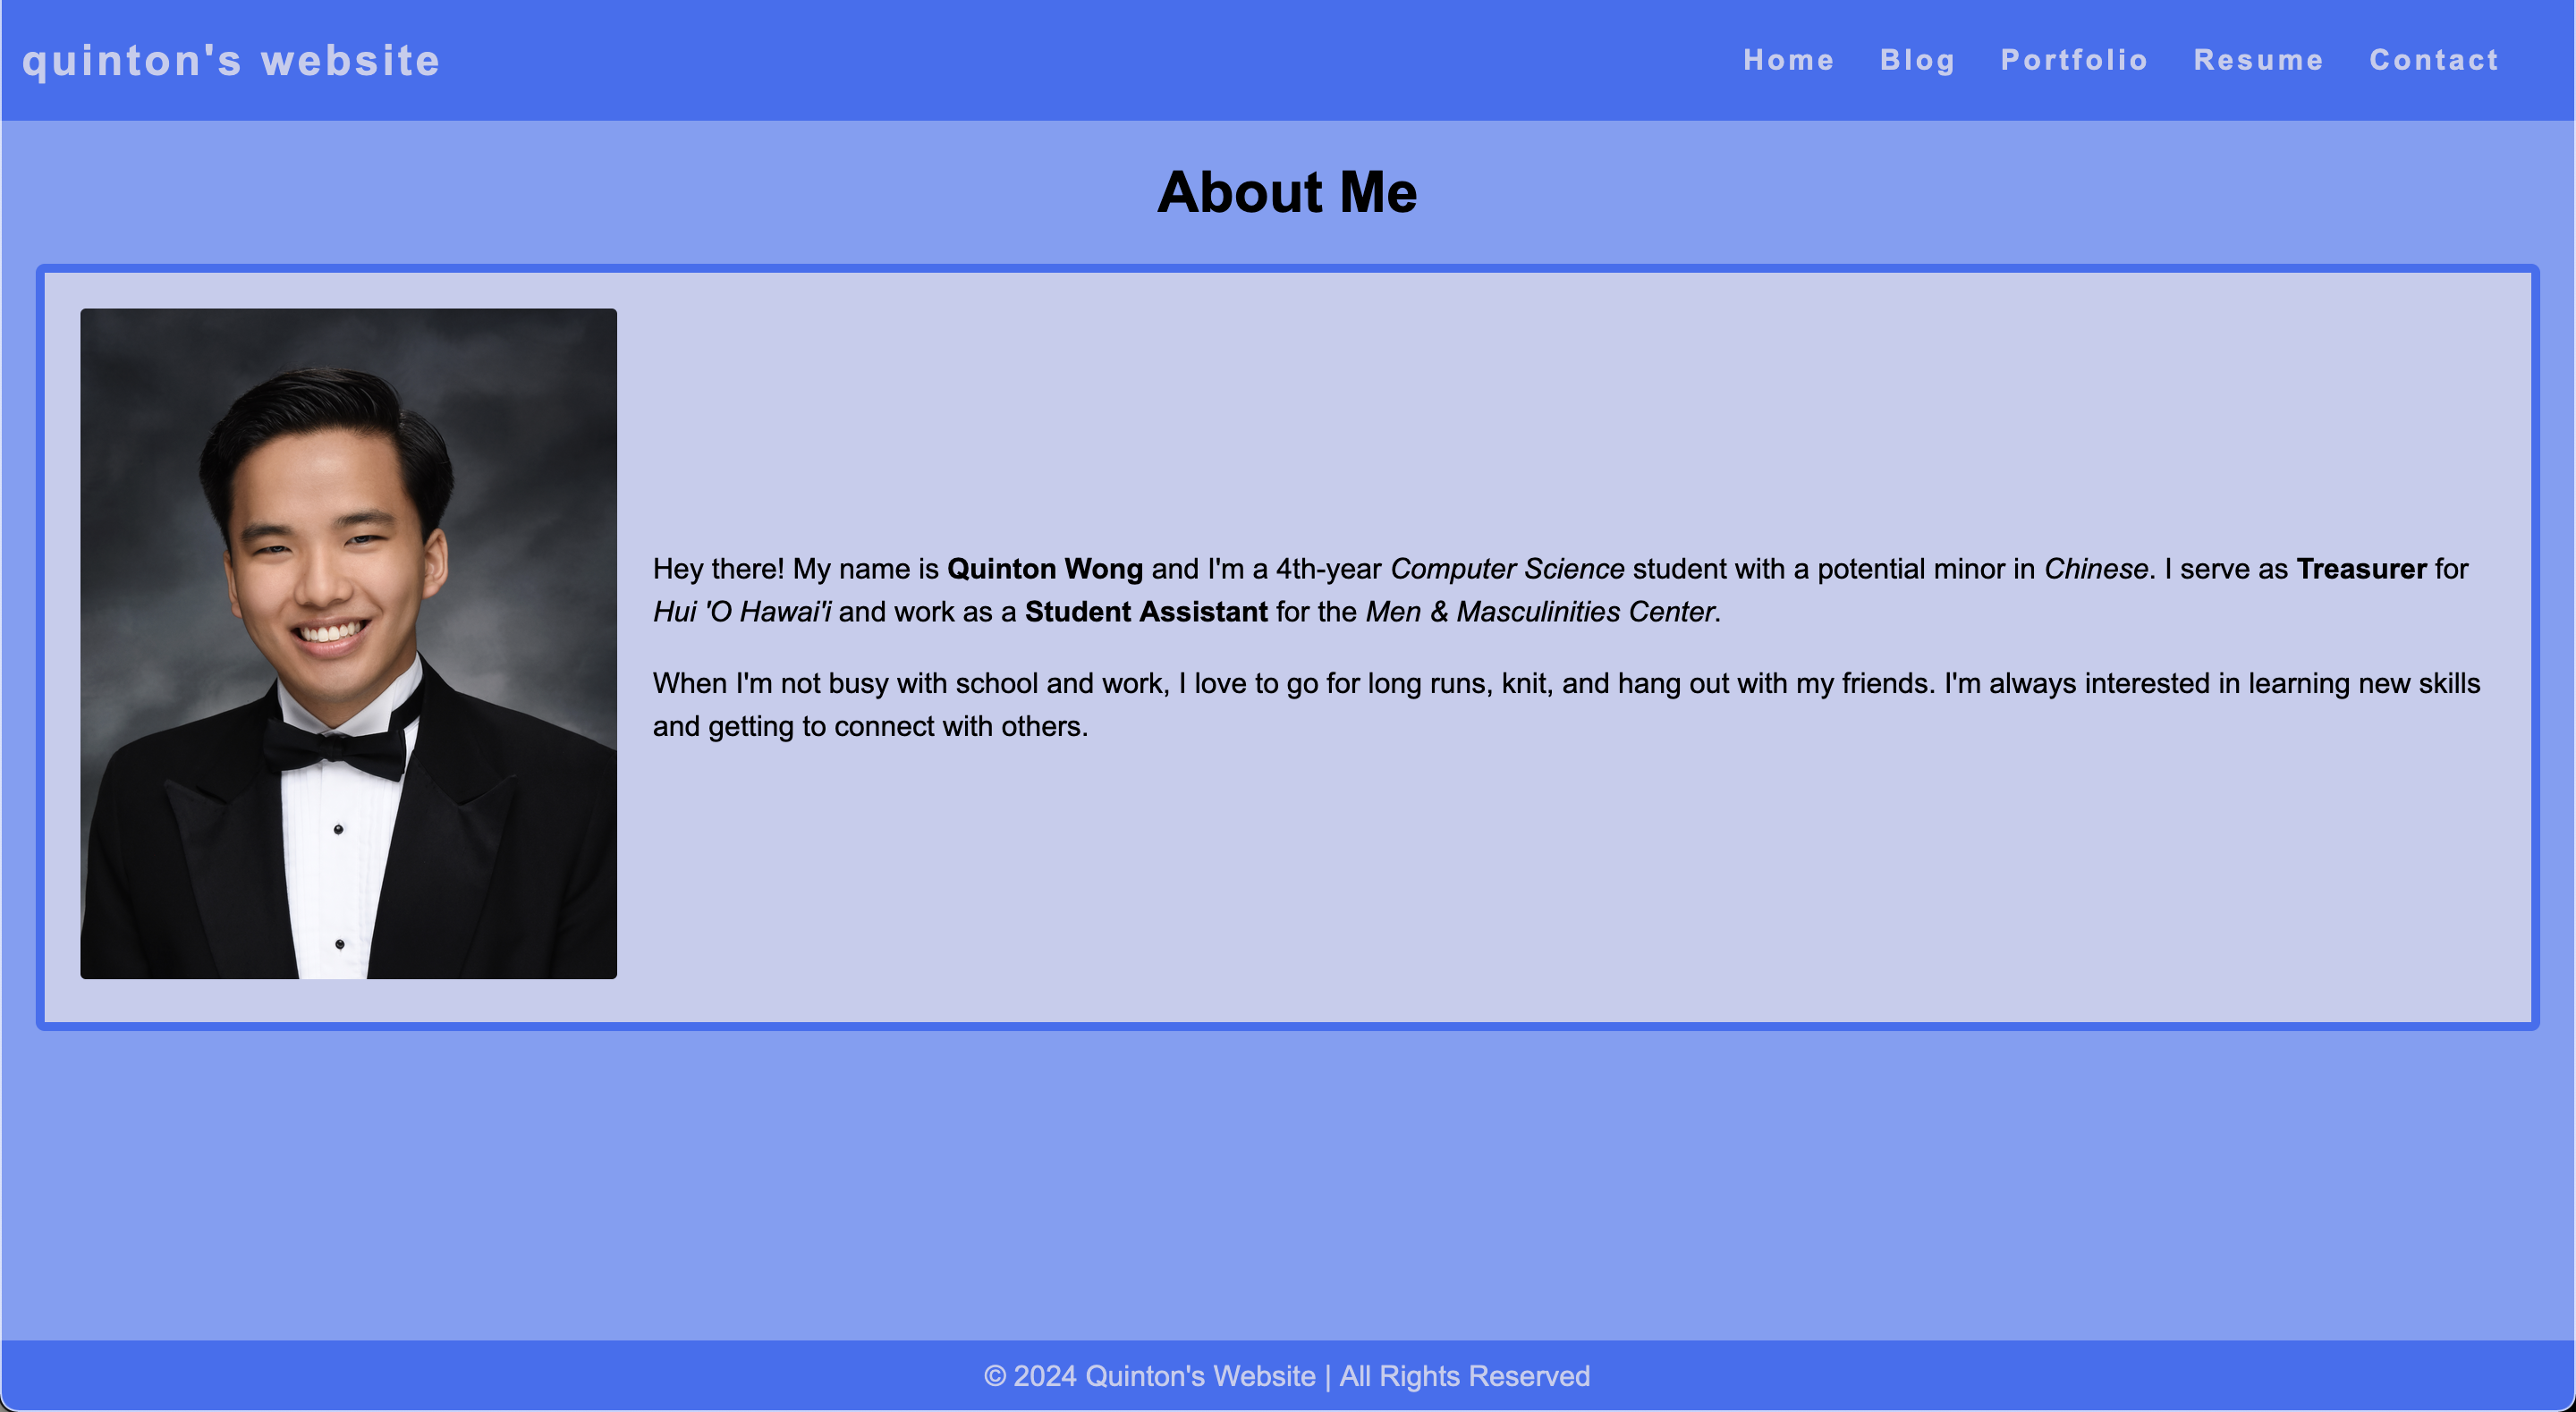 quinton's website
Home Blog Portfolio Resume Contact
About Me
Hey there! My name is Quinton Wong and I'm a 4th-year Computer Science student with a potential minor in Chinese. I serve as Treasurer for
Hui 'O Hawai'i and work as a Student Assistant for the Men & Masculinities Center.
When I'm not busy with school and work, I love to go for long runs, knit, and hang out with my friends. I'm always interested in learning new skills
and getting to connect with others.
© 2024 Quinton's Website | All Rights Reserved